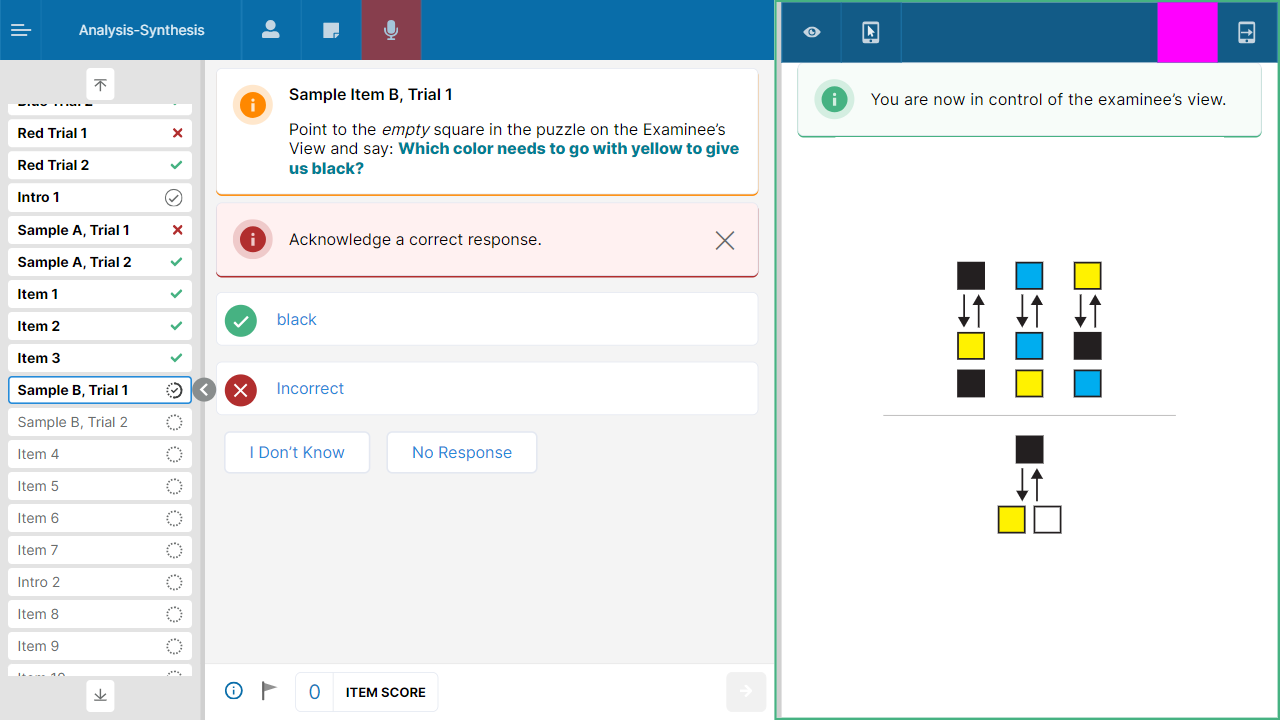 Analysis-Synthesis
Red Trial 1
Red Trial 2
Intro 1
Sample A, Trial 1
Sample A, Trial 2
Item 1
Item 2
Item 3
Sample B, Trial 1
Sample B, Trial 2
Item 4
Item 5
Item 6
Item 7
Intro 2
Item 8
Item 9
Sample Item B, Trial 1
Point to the empty square in the puzzle on the Examinee’s
View and say: Which color needs to go with yellow to give
us black?
Acknowledge a correct response.
black
Incorrect
I Don’t Know
No Response
0 ITEM SCORE
You are now in control of the examinee’s view.